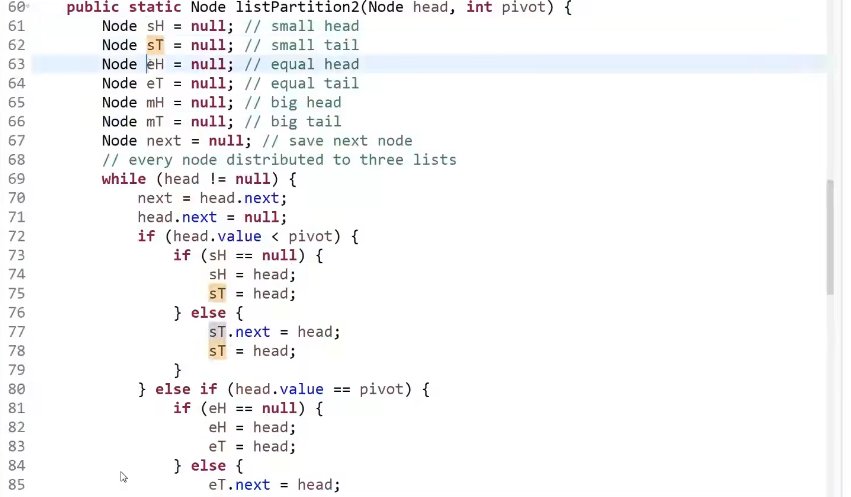 60 public static Node listPartition2(Node head, int pivot) {
61 Node sH = null; // small head
62 Node sT = null; // small tail
63 Node eH = null; // equal head
64 Node eT = null; // equal tail
65 Node mH = null; // big head
66 Node mT = null; // big tail
67 Node next = null; // save next node
68 // every node distributed to three lists
69 while (head != null) {
70 next = head.next;
71 head.next = null;
72 if (head.value < pivot) {
73 if (sH == null) {
74 sH = head;
75 sT = head;
76 } else {
77 sT.next = head;
78 sT = head;
79 }
80 } else if (head.value == pivot) {
81 if (eH == null) {
82 eH = head;
83 eT = head;
84 } else {
85 eT.next = head;